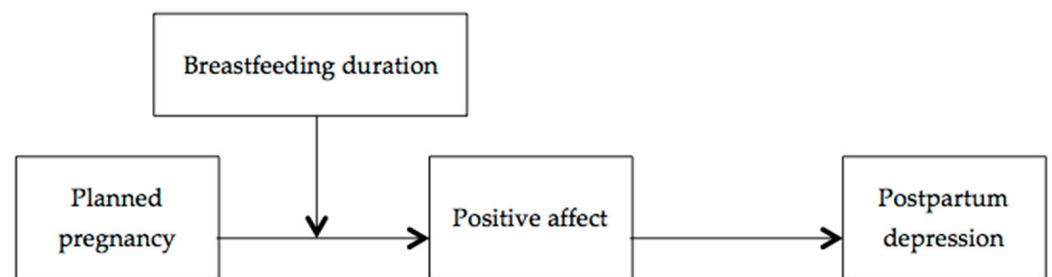 Breastfeeding duration
Planned
pregnancy
Positive affect
Postpartum
depression